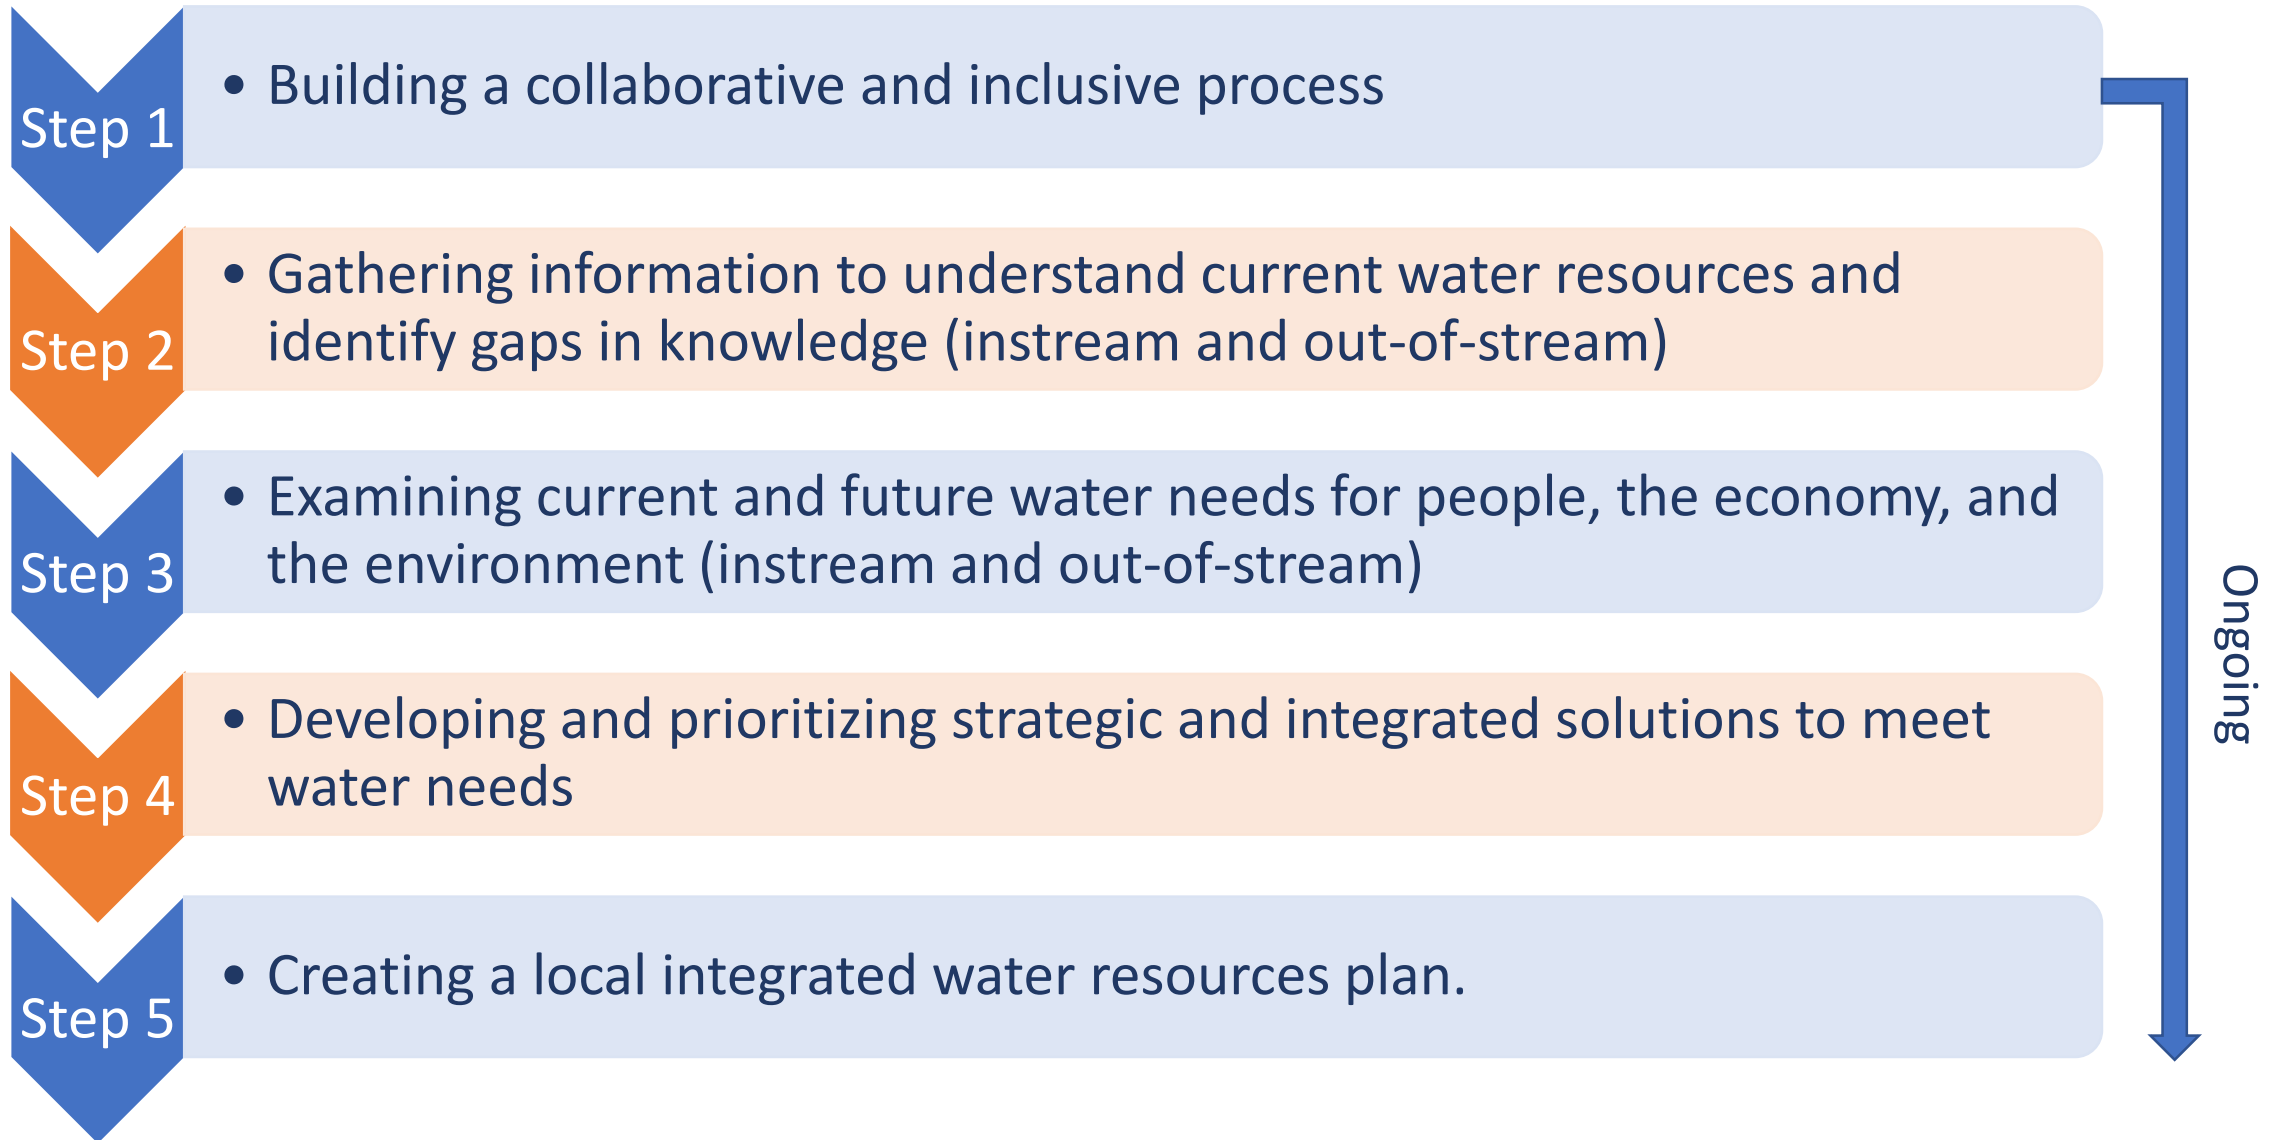 Step 1
• Building a collaborative and inclusive process
Step 2
• Gathering information to understand current water resources and
identify gaps in knowledge (instream and out-of-stream)
Step 3
• Examining current and future water needs for people, the economy, and
the environment (instream and out-of-stream)
Step 4
• Developing and prioritizing strategic and integrated solutions to meet
water needs
Step 5
• Creating a local integrated water resources plan.
Ongoing